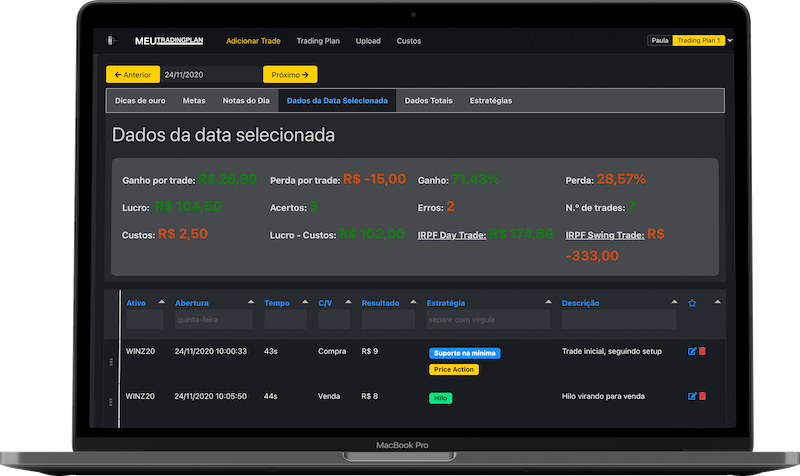 MEUTRADINGPLAN Adicionar Trade Trading Plan Upload Custos Paula Trading Plan 1
← Anterior 24/11/2020 Próximo →
Dicas de ouro Metas Notas do Dia Dados da Data Selecionada Dados Totais Estratégias
Dados da data selecionada
Ganho por trade: R$ 26,90 Perda por trade: R$ -15,00 Ganho: 71,43% Perda: 28,57%
Lucro: R$ 104,50 Acertos: 5 Erros: 2 N.º de trades: 7
Custos: R$ 2,50 Lucro - Custos: R$ 102,00 IRPF Day Trade: R$ IRPF Swing Trade: R$
-333,00
Ativo Abertura Tempo C/V Resultado Estratégia Descrição
quinta-feira separe com vírgula
WINZ20 24/11/2020 10:00:33 43s Compra R$ 9 Suporte na mínima Trade inicial, seguindo setup
Price Action
WINZ20 24/11/2020 10:05:50 44s Venda R$ 8 Hilo Hilo virando para venda
MacBook Pro